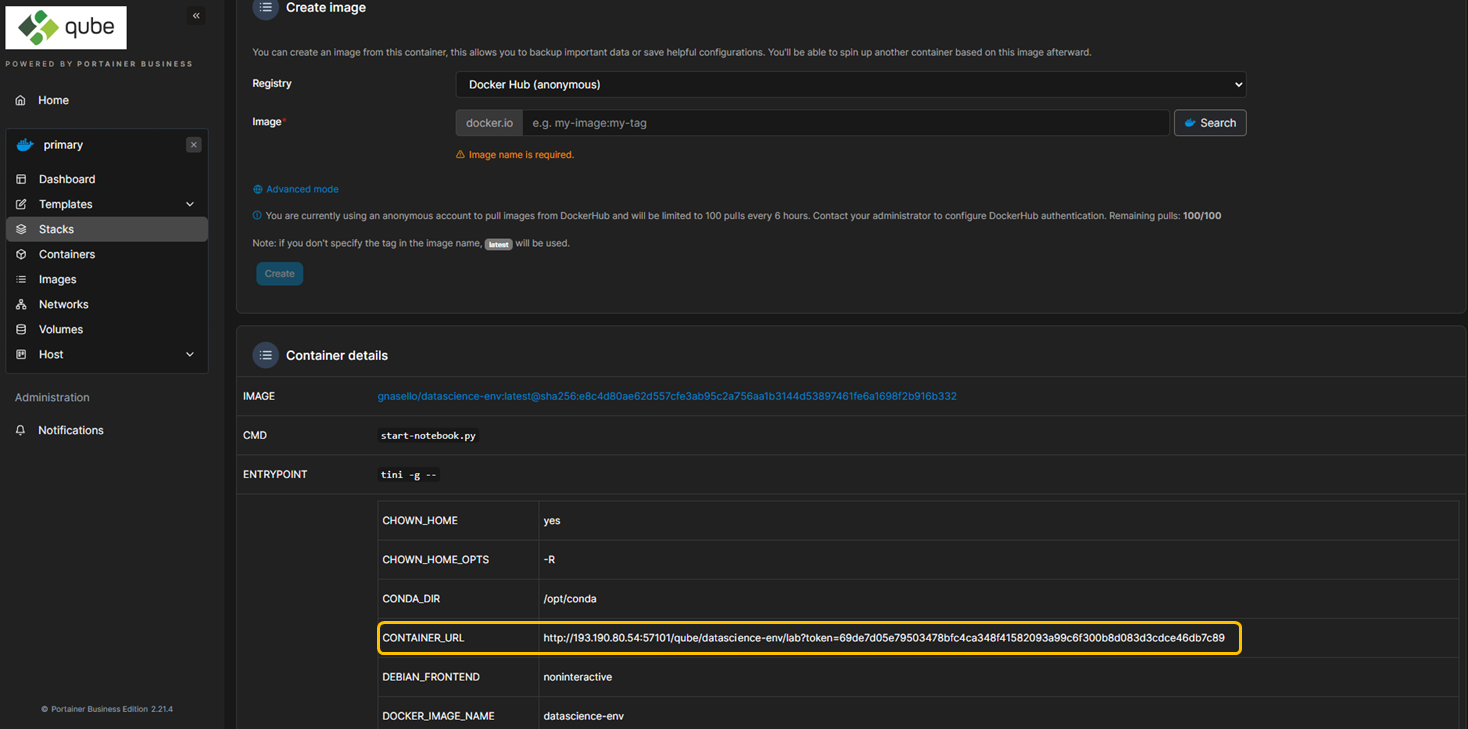 qube
«
POWERED BY PORTAINER BUSINESS
Home
primary
×
Dashboard
Templates
Stacks
Containers
Images
Networks
Volumes
Host
Administration
Notifications
© Portainer Business Edition 2.21.4
Create image
You can create an image from this container, this allows you to backup important data or save helpful configurations. You'll be able to spin up another container based on this image afterward.
Registry Docker Hub (anonymous)
Image* docker.io e.g. my-image:my-tag Search
Image name is required.
Advanced mode
You are currently using an anonymous account to pull images from DockerHub and will be limited to 100 pulls every 6 hours. Contact your administrator to configure DockerHub authentication. Remaining pulls: 100/100
Note: if you don't specify the tag in the image name, latest will be used.
Create
Container details
IMAGE gnasello/datascience-env:latest@sha256:e8c4d80ae62d557cfe3ab95c2a756aa1b3144d53897461fe6a1698f2b916b332
CMD start-notebook.py
ENTRYPOINT tini -g --
CHOWN_HOME yes
CHOWN_HOME_OPTS -R
CONDA_DIR /opt/conda
CONTAINER_URL http://193.190.80.54:57101/qube/datascience-env/lab?token=69de7d05e79503478bfc4ca348f41582093a99c6f300b8d083d3cdce46db7c89
DEBIAN_FRONTEND noninteractive
DOCKER_IMAGE_NAME datascience-env